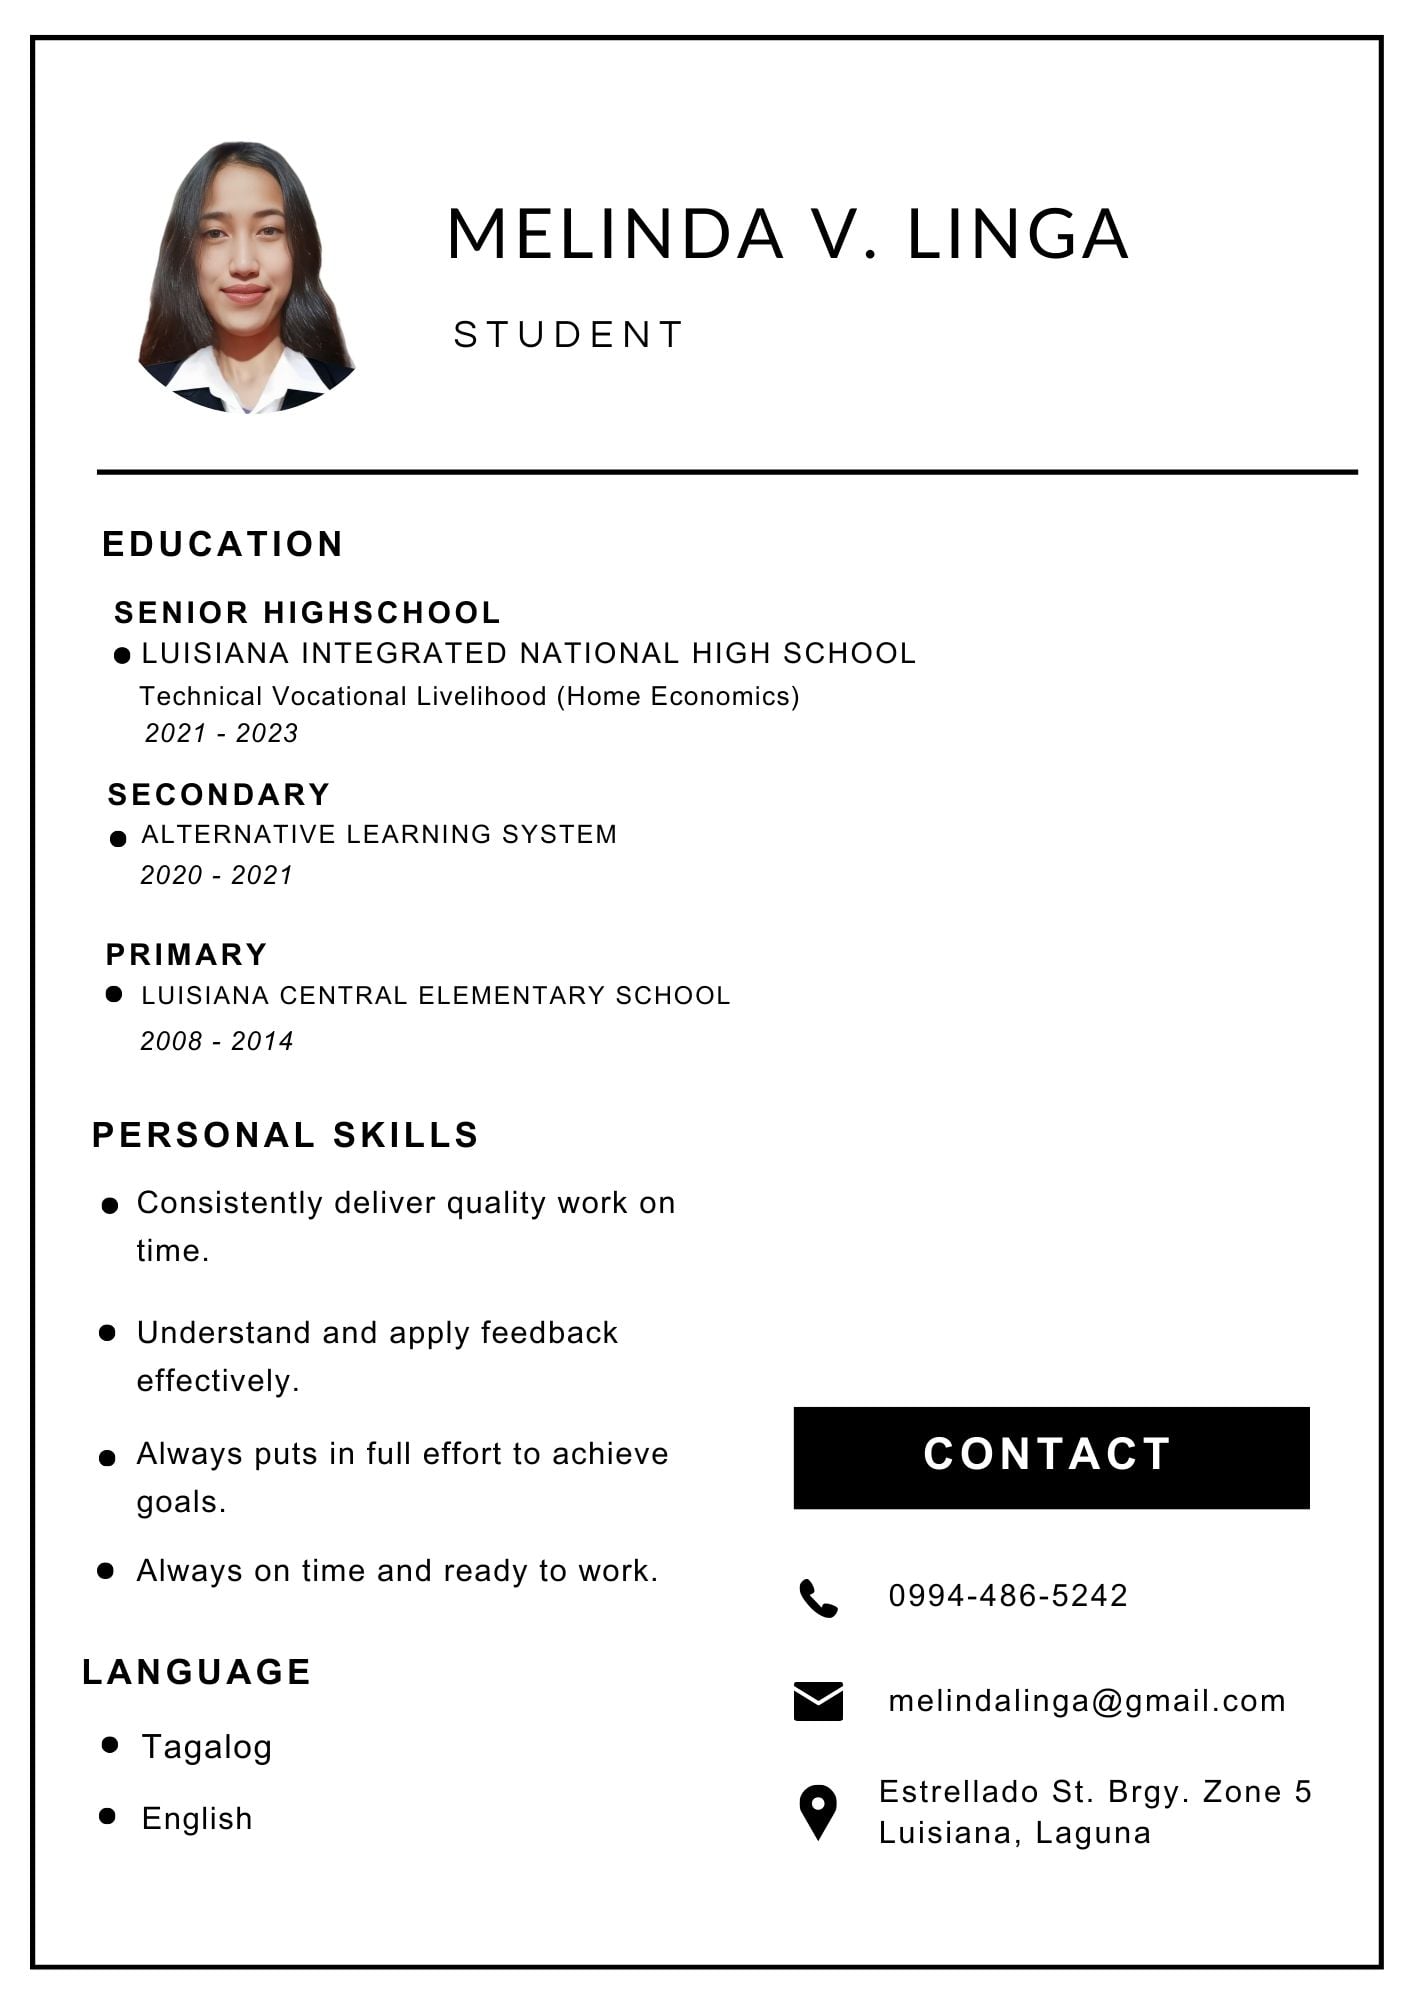 MELINDA V. LINGA
STUDENT
EDUCATION
SENIOR HIGHSCHOOL
LUISIANA INTEGRATED NATIONAL HIGH SCHOOL
Technical Vocational Livelihood (Home Economics)
2021 - 2023
SECONDARY
ALTERNATIVE LEARNING SYSTEM
2020 - 2021
PRIMARY
LUISIANA CENTRAL ELEMENTARY SCHOOL
2008 - 2014
PERSONAL SKILLS
Consistently deliver quality work on
time.
Understand and apply feedback
effectively.
Always puts in full effort to achieve
goals.
Always on time and ready to work.
LANGUAGE
Tagalog
English
CONTACT
0994-486-5242
melindalinga@gmail.com
Estrellado St. Brgy. Zone 5
Luisiana, Laguna